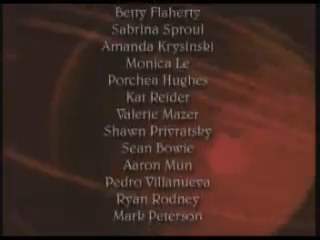 Betty Flaherty
Sabrina Sproul
Amanda Krysinski
Monica Le
Porchea Hughes
Kat Reider
Valerie Mazer
Shawn Privratsky
Sean Bowie
Aaron Mun
Pedro Villanueva
Ryan Rodney
Mark Peterson